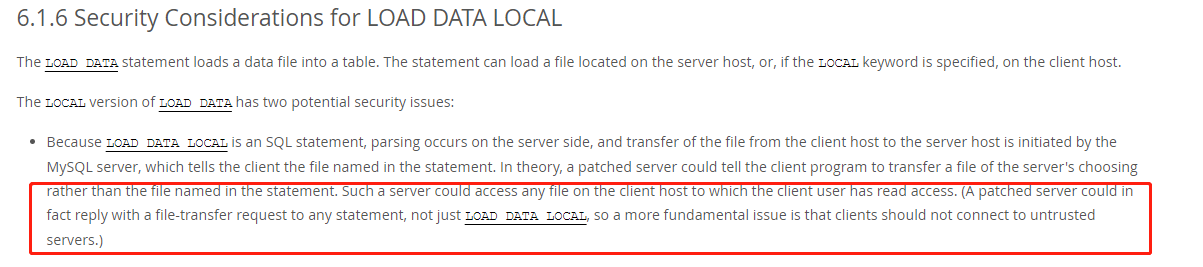 6.1.6 Security Considerations for LOAD DATA LOCAL
The LOAD DATA statement loads a data file into a table. The statement can load a file located on the server host, or, if the LOCAL keyword is specified, on the client host.
The LOCAL version of LOAD DATA has two potential security issues:
• Because LOAD DATA LOCAL is an SQL statement, parsing occurs on the server side, and transfer of the file from the client host to the server host is initiated by the
MySQL server, which tells the client the file named in the statement. In theory, a patched server could tell the client program to transfer a file of the server's choosing
rather than the file named in the statement. Such a server could access any file on the client host to which the client user has read access. (A patched server could in
fact reply with a file-transfer request to any statement, not just LOAD DATA LOCAL, so a more fundamental issue is that clients should not connect to untrusted
servers.)